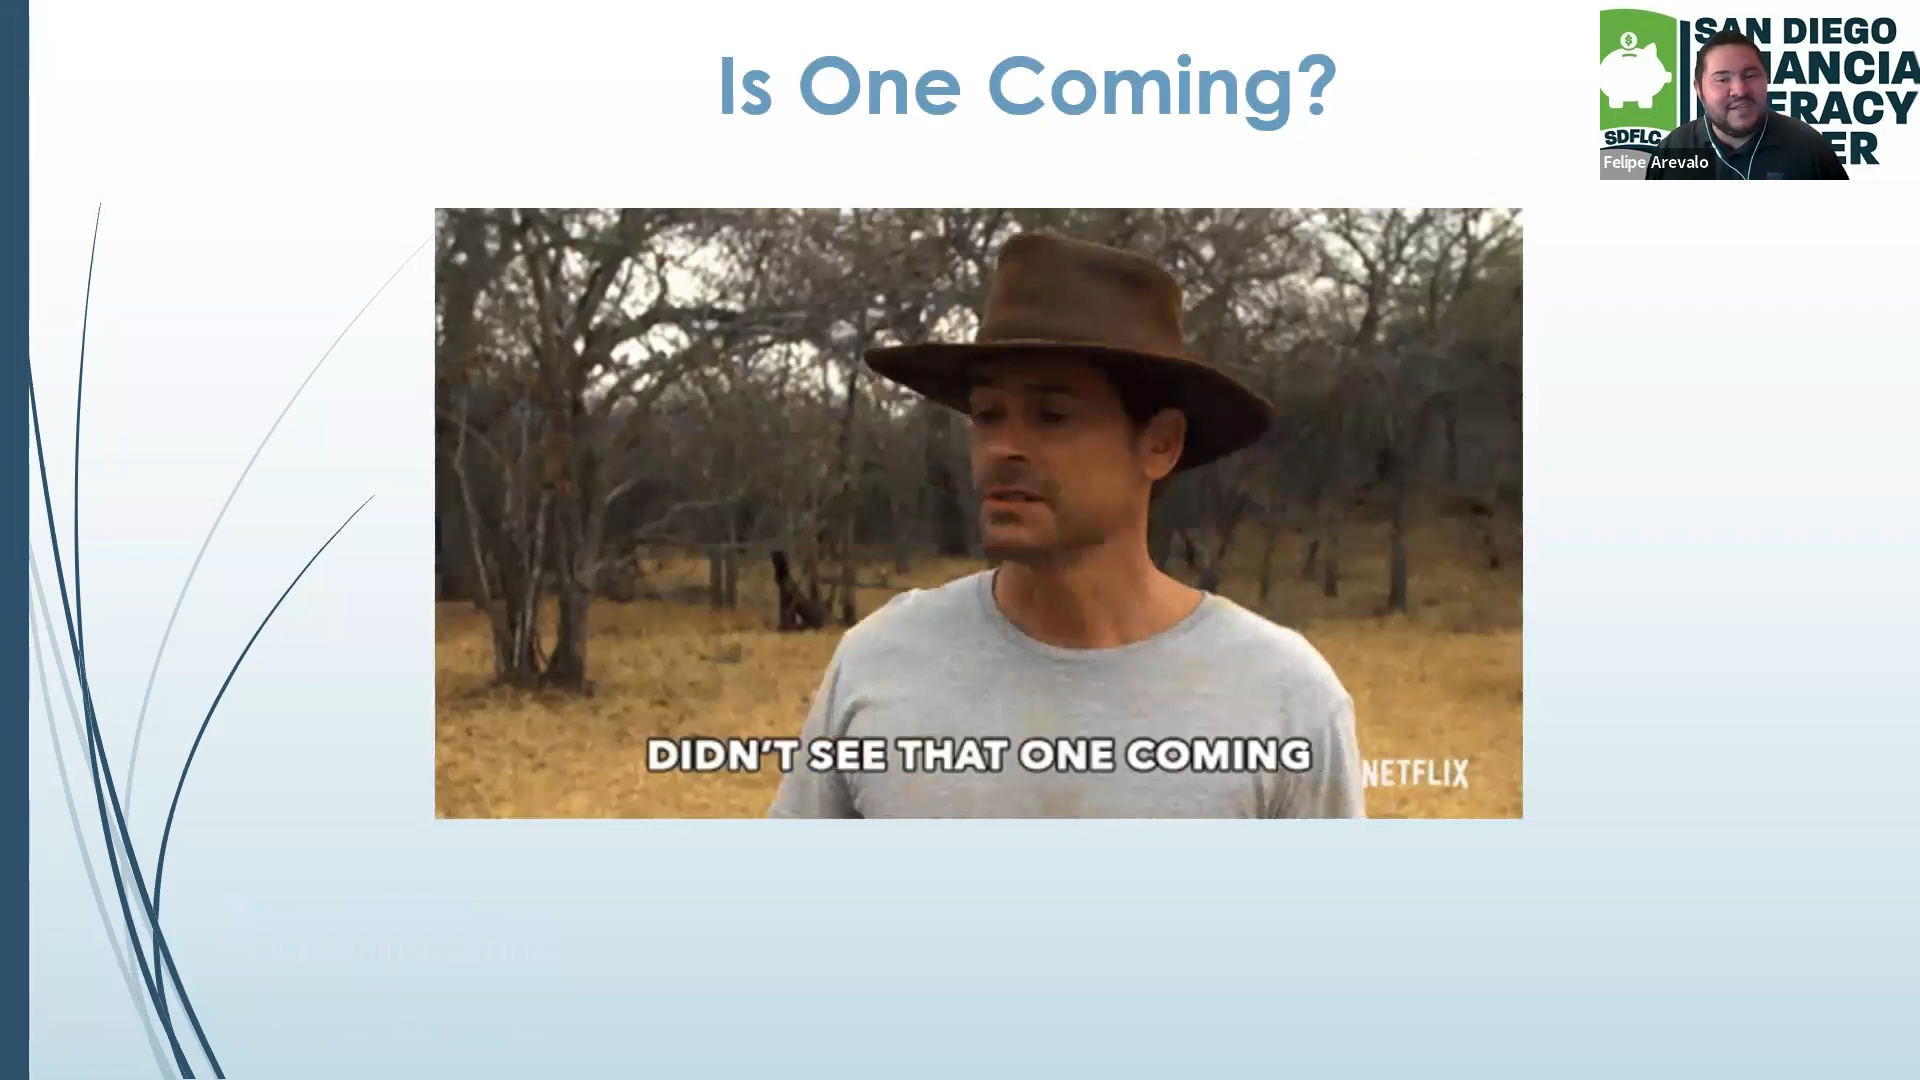 Is One Coming?
SAN DIEGO
ANCIA
ERACY
ER
SDFLC
Felipe Arevalo
DIDN'T SEE THAT ONE COMING
NETFLIX